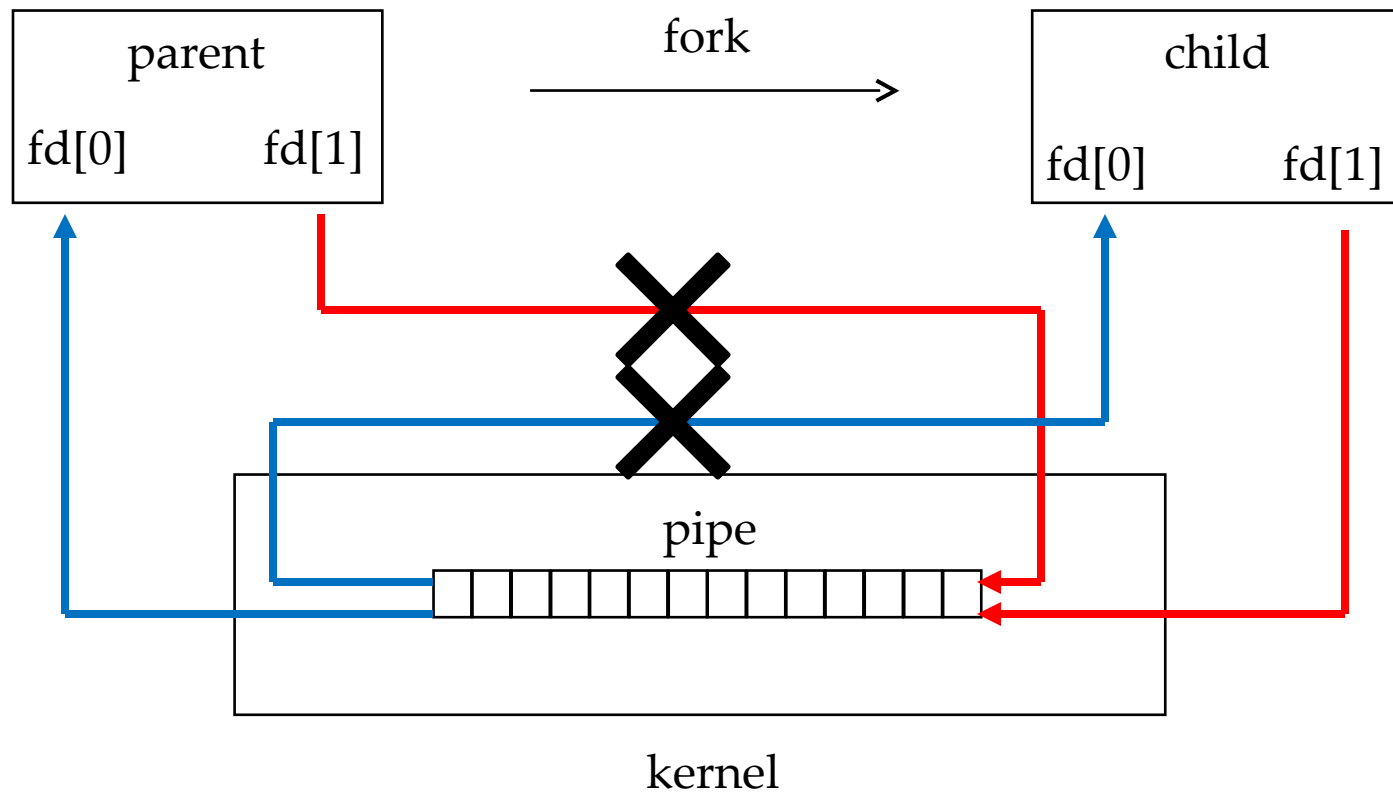 parent
fork
child
fd[0] fd[1]
fd[0] fd[1]
pipe
kernel